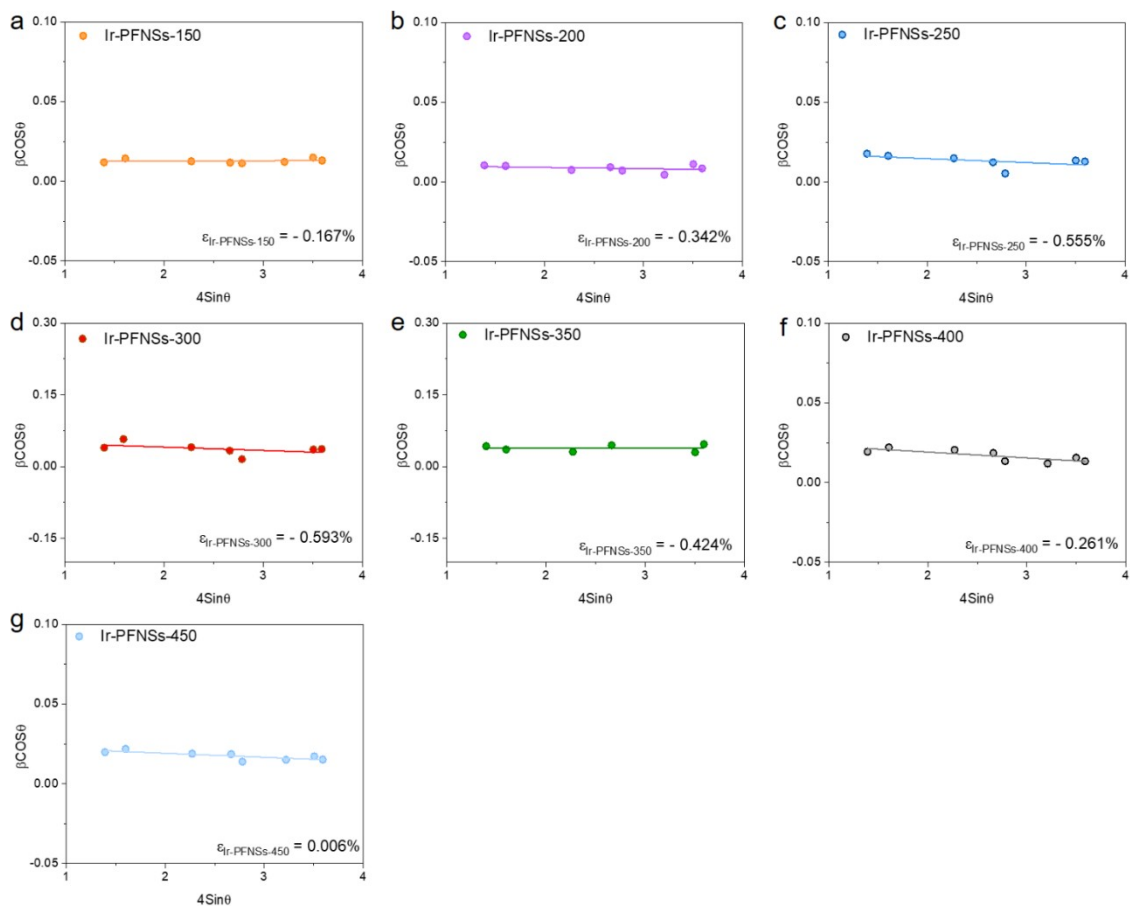 a
Ir-PFNSs-150
0.10
0.05
0.00
-0.05
βCOSθ
ε_Ir-PFNSs-150 = - 0.167%
1 2 3 4
4Sinθ
b
Ir-PFNSs-200
0.10
0.05
0.00
-0.05
βCOSθ
ε_Ir-PFNSs-200 = - 0.342%
1 2 3 4
4Sinθ
c
Ir-PFNSs-250
0.10
0.05
0.00
-0.05
βCOSθ
ε_Ir-PFNSs-250 = - 0.555%
1 2 3 4
4Sinθ
d
Ir-PFNSs-300
0.30
0.15
0.00
-0.15
βCOSθ
ε_Ir-PFNSs-300 = - 0.593%
1 2 3 4
4Sinθ
e
Ir-PFNSs-350
0.30
0.15
0.00
-0.15
βCOSθ
ε_Ir-PFNSs-350 = - 0.424%
1 2 3 4
4Sinθ
f
Ir-PFNSs-400
0.10
0.05
0.00
-0.05
βCOSθ
ε_Ir-PFNSs-400 = - 0.261%
1 2 3 4
4Sinθ
g
Ir-PFNSs-450
0.10
0.05
0.00
-0.05
βCOSθ
ε_Ir-PFNSs-450 = 0.006%
1 2 3 4
4Sinθ